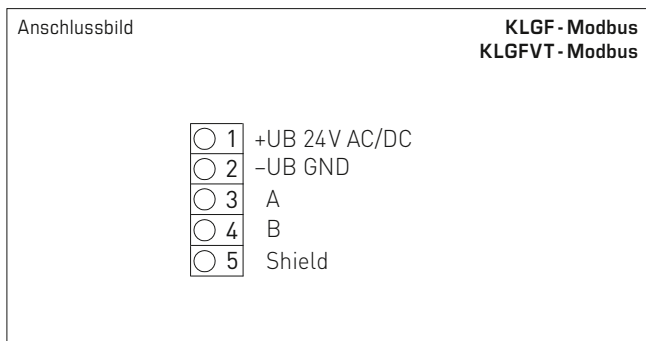 Anschlussbild
KLGF - Modbus
KLGFVT - Modbus
1 +UB 24V AC/DC
2 –UB GND
3 A
4 B
5 Shield